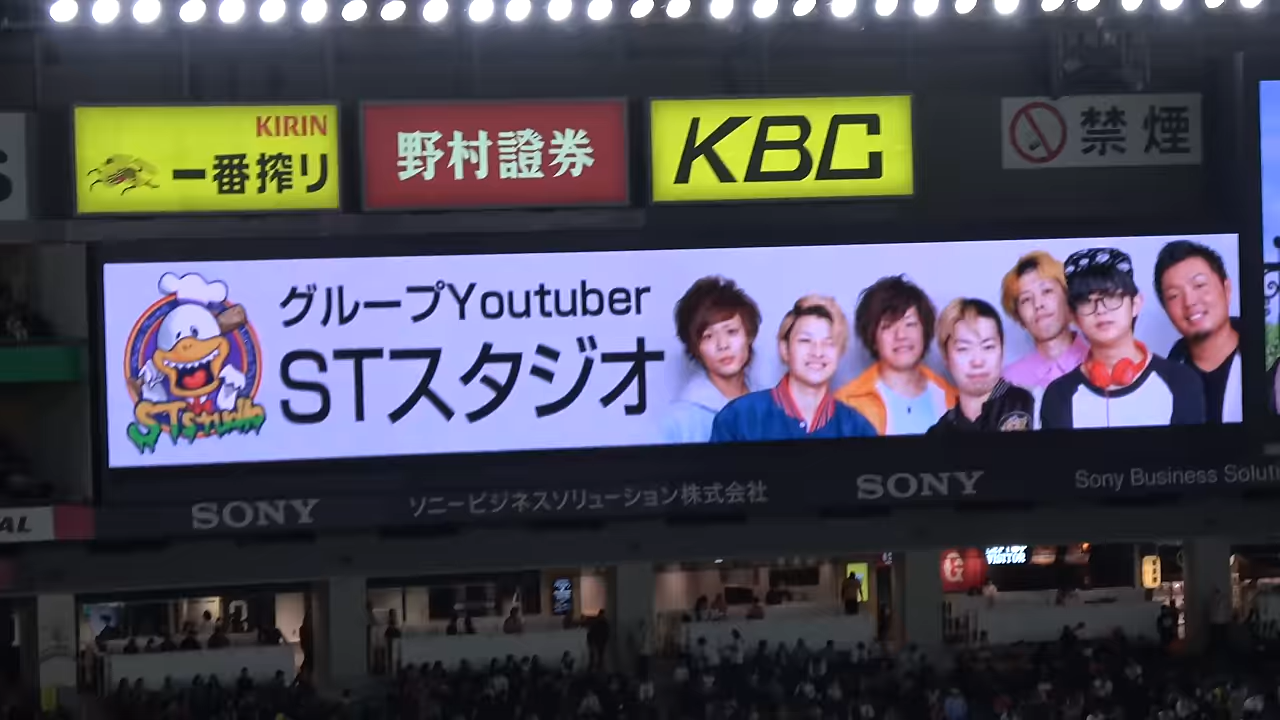 KIRIN
一番搾り
野村證券
KBC
禁煙
グループYoutuber
STスタジオ
STstudio
SONY
ソニービジネスソリューション株式会社
SONY
Sony Business Soluti
AL
G
VISITOR